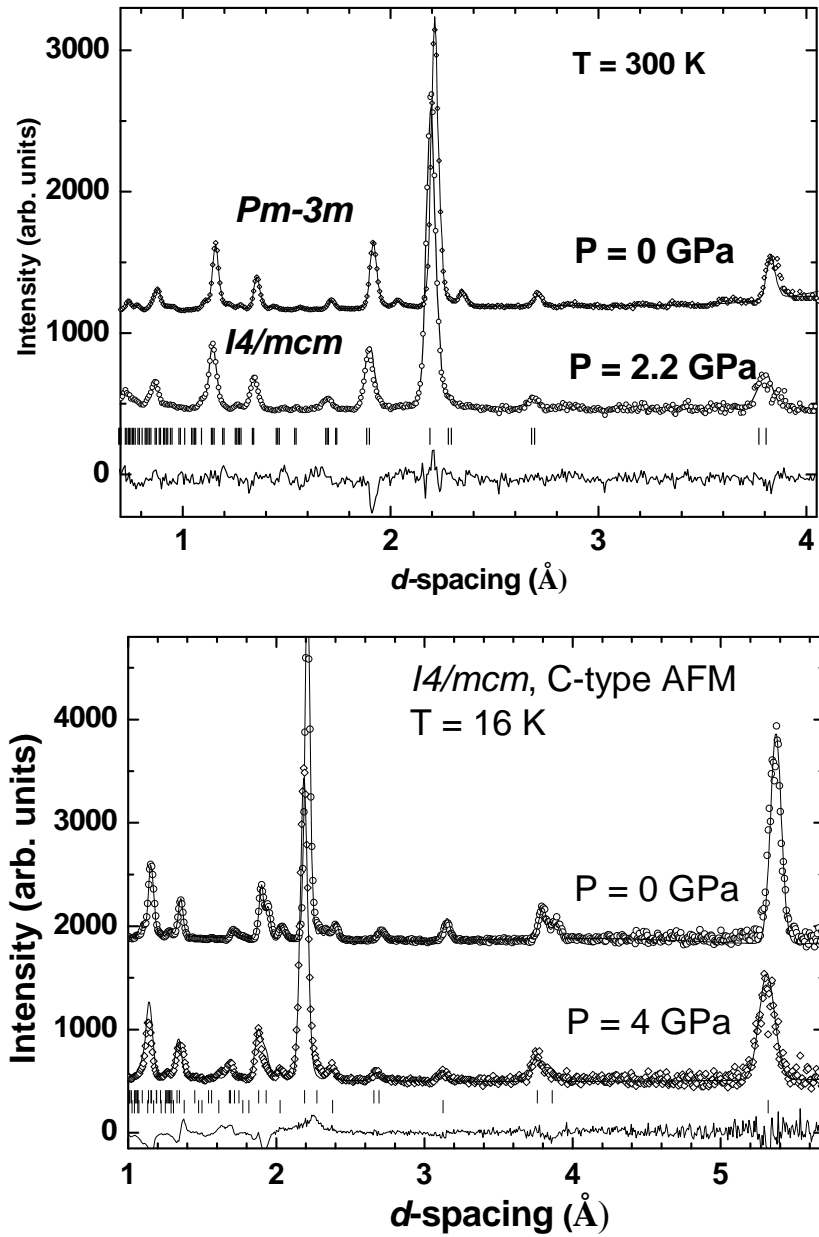 3000
T = 300 K
2000
Pm-3m
P = 0 GPa
1000
I4/mcm
P = 2.2 GPa
0
Intensity (arb. units)
1 2 3 4
d-spacing (Å)
I4/mcm, C-type AFM
T = 16 K
4000
3000
P = 0 GPa
2000
P = 4 GPa
1000
0
Intensity (arb. units)
1 2 3 4 5
d-spacing (Å)